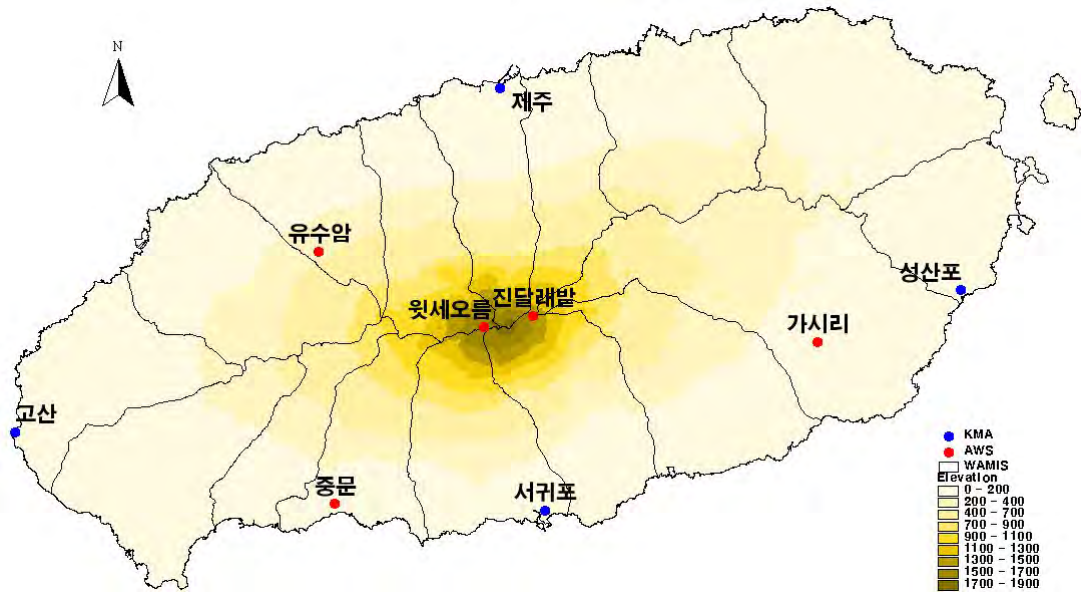 N
제주
유수암
성산포
진달래밭
윗세오름
가시리
고산
중문
서귀포
KMA
AWS
WAMIS
Elevation
0 - 200
200 - 400
400 - 700
700 - 900
900 - 1100
1100 - 1300
1300 - 1500
1500 - 1700
1700 - 1900